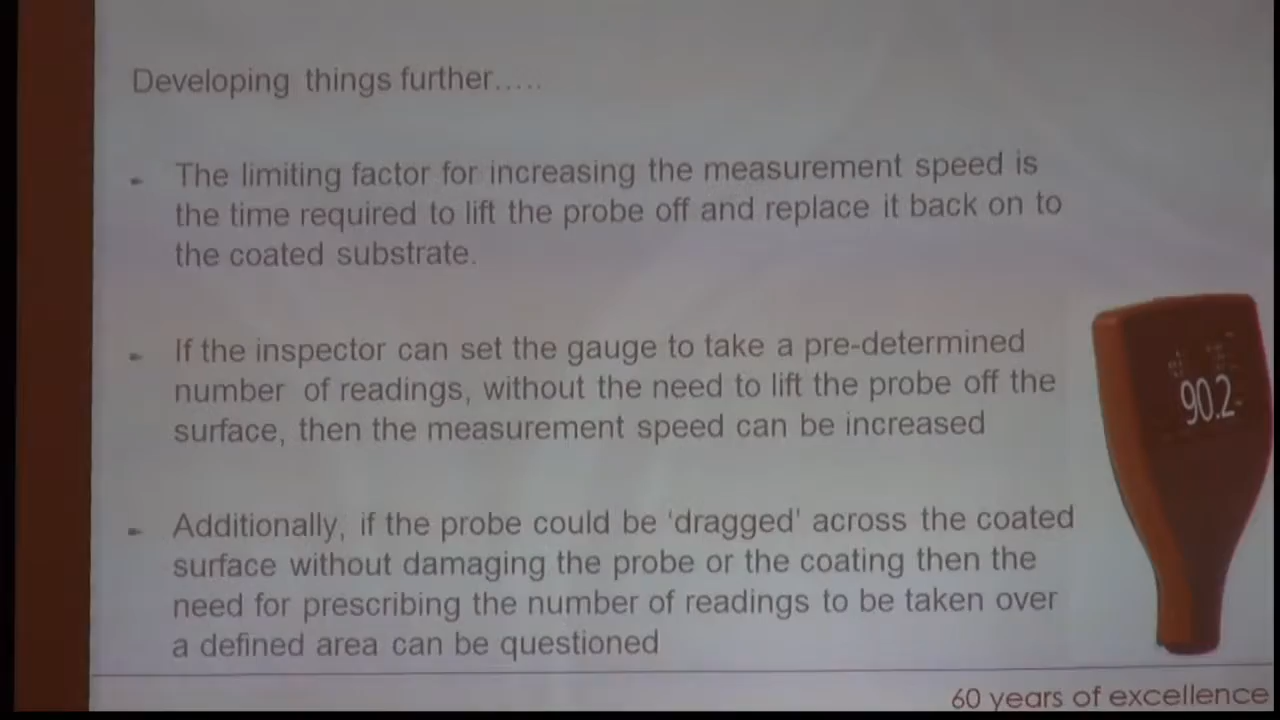 Developing things further.....
- The limiting factor for increasing the measurement speed is
the time required to lift the probe off and replace it back on to
the coated substrate.
- If the inspector can set the gauge to take a pre-determined
number of readings, without the need to lift the probe off the
surface, then the measurement speed can be increased
- Additionally, if the probe could be 'dragged' across the coated
surface without damaging the probe or the coating then the
need for prescribing the number of readings to be taken over
a defined area can be questioned
90.2
60 years of excellence